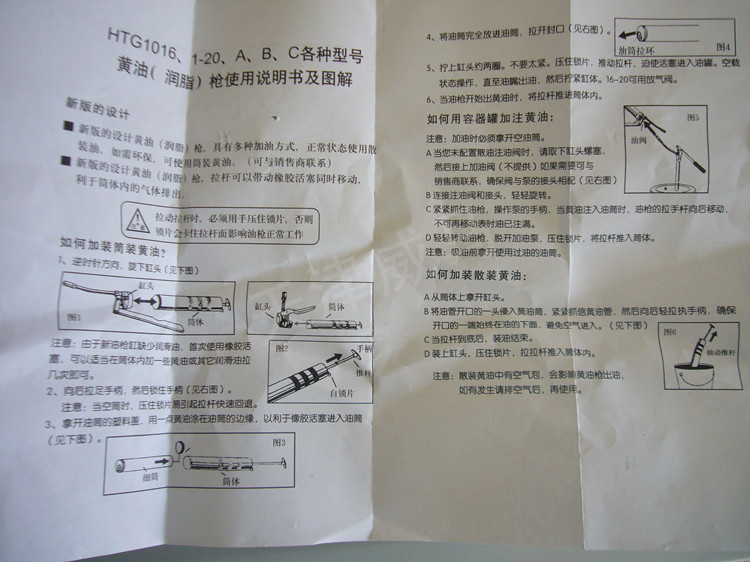 HTG1016、1-20、A、B、C各种型号
黄油(润脂)枪使用说明书及图解
新版的设计
■ 新版的设计黄油(润脂)枪,具有多种加油方式,正常状态使用散
装油、如需环保,可使用筒装黄油。(可与销售商联系)
■ 新版的设计黄油(润脂)枪,拉杆可以带动橡胶活塞同时移动,
利于筒体内的气体排出。
拉动拉杆时,必须用手压住锁片,否则
锁片会卡住拉杆面影响油枪正常工作
如何加装筒装黄油?
1、逆时针方向,旋下缸头(见下图)
缸头
筒体
图1
缸头
筒体
注意:由于新油枪缸缺少润滑油,首次使用橡胶活
塞、可以适当在筒体内加一些黄油或其它润滑油拉
几次即可。
图2
手柄
推杆
自锁片
2、向后拉足手柄,然后锁住手柄(见右图)。
注意:当空筒时,压住锁片易引起拉杆快速回退。
3、拿开油筒的塑料盖,用一点黄油涂在油筒的边缘,以利于橡胶活塞进入油筒
(见下图)。
图3
筒体
4、将油筒完全放进油筒,拉开封口(见右图)。
油筒拉环
图4
5、拧上缸头约两圈。不要太紧。压住锁片,推动拉杆,迫使活塞进入油罐。空载
状态操作,直至油嘴出油,然后拧紧缸体。16-20可用放气阀。
6、当油枪开始出黄油时,将拉杆推进筒体内。
如何用容器罐加注黄油:
图5
油阀
注意:加油时必须拿开空油筒。
A 当您未配置散油注油阀时,请取下缸头螺塞,
然后接上加油阀(不提供)如果需要可与
销售商联系,确保阀与泵的接头相配(见右图)
B 连接注油阀和接头,轻轻旋转。
C 紧紧抓住油枪,操作泵的手柄,当黄油注入油筒时,油枪的拉手杆向后移动,
不可再移动表时油已注满。
D 轻轻转动油枪,脱开加油泵,压住锁片,将拉杆推入筒体。
注意:吸油前拿开使用过油的油筒。
如何加装散装黄油:
A 从筒体上拿开缸头。
B 将油管开口的一头侵入黄油筒,紧紧抓信黄油管,然后向后轻拉执手柄,确保
开口的一端始终在油的下面,避免空气进入。(见下图)
C 当拉杆到底后,装油结束。
D 装上缸头,压住锁片,拉拉杆推入筒体内。
图6
抽动推杆
注意:散装黄油中有空气泡,会影响黄油枪出油,
如有发生请排空气后,再使用。